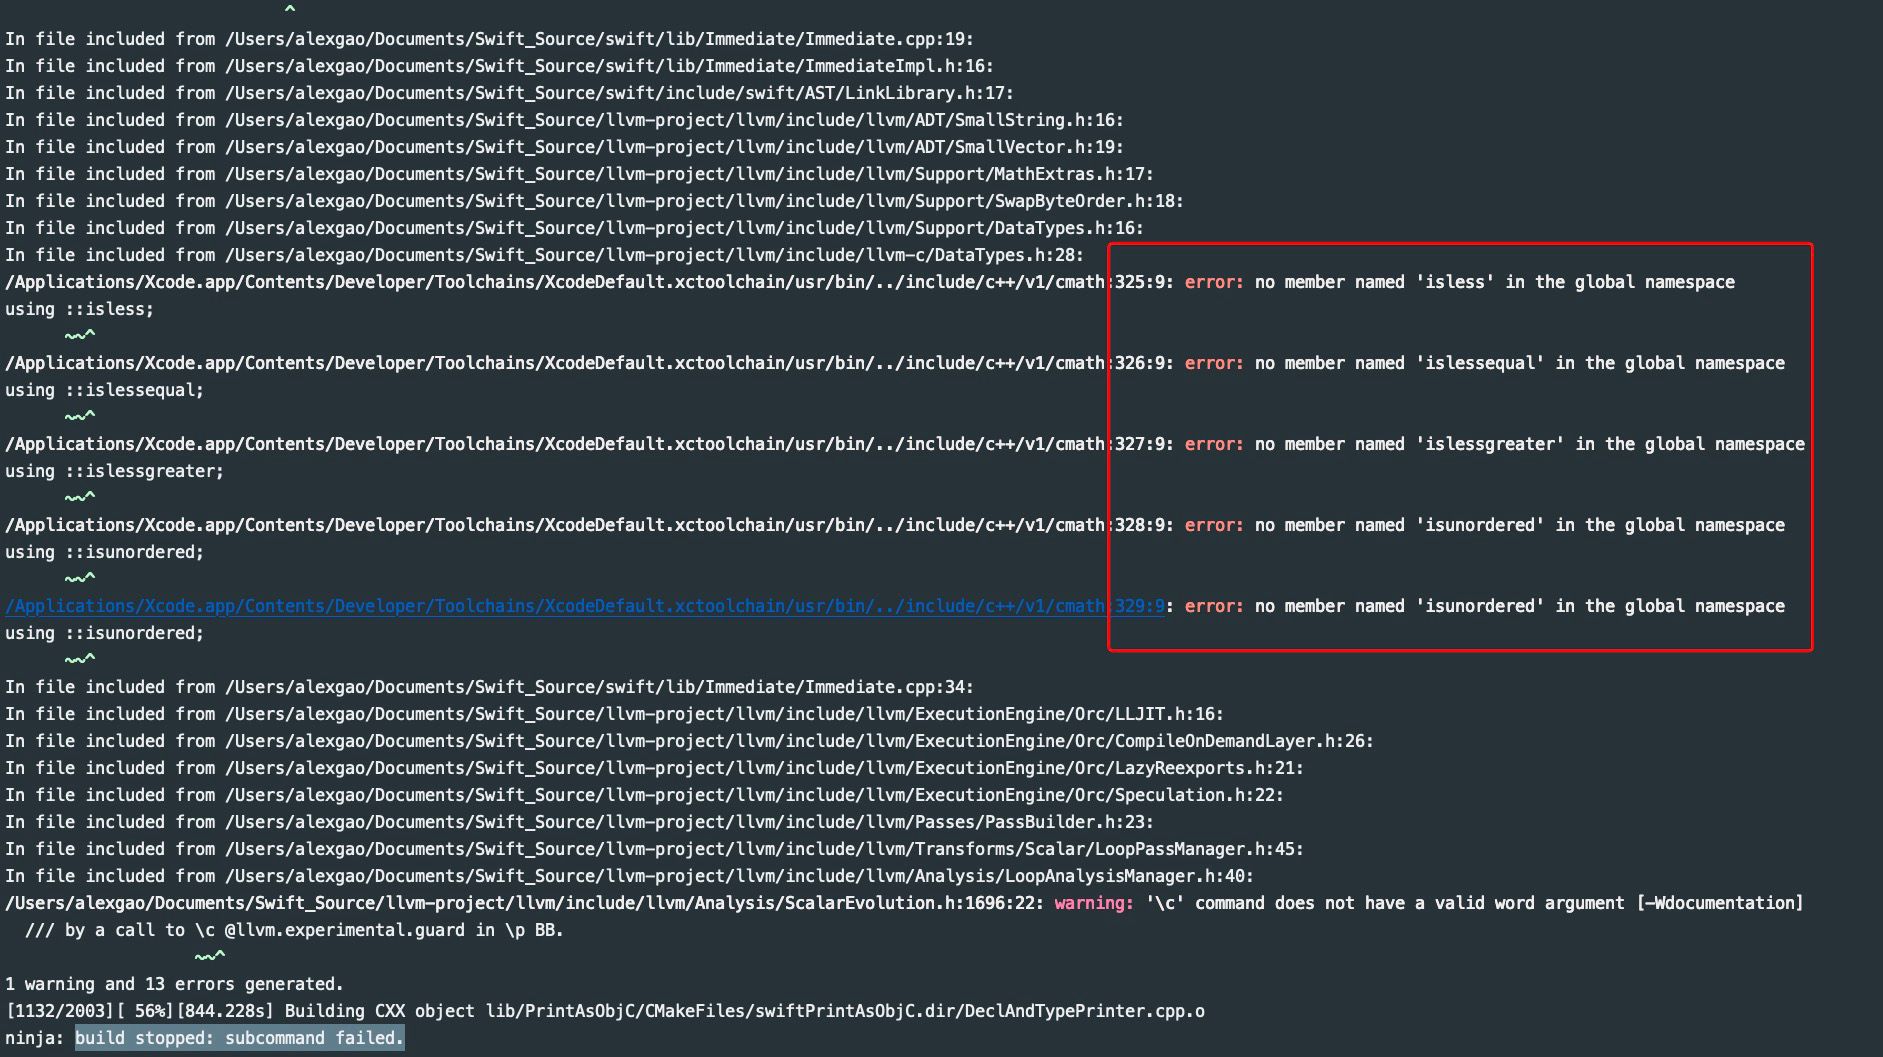 ^
In file included from /Users/alexgao/Documents/Swift_Source/swift/lib/Immediate/Immediate.cpp:19:
In file included from /Users/alexgao/Documents/Swift_Source/swift/lib/Immediate/ImmediateImpl.h:16:
In file included from /Users/alexgao/Documents/Swift_Source/swift/include/swift/AST/LinkLibrary.h:17:
In file included from /Users/alexgao/Documents/Swift_Source/llvm-project/llvm/include/llvm/ADT/SmallString.h:16:
In file included from /Users/alexgao/Documents/Swift_Source/llvm-project/llvm/include/llvm/ADT/SmallVector.h:19:
In file included from /Users/alexgao/Documents/Swift_Source/llvm-project/llvm/include/llvm/Support/MathExtras.h:17:
In file included from /Users/alexgao/Documents/Swift_Source/llvm-project/llvm/include/llvm/Support/SwapByteOrder.h:18:
In file included from /Users/alexgao/Documents/Swift_Source/llvm-project/llvm/include/llvm/Support/DataTypes.h:16:
In file included from /Users/alexgao/Documents/Swift_Source/llvm-project/llvm/include/llvm-c/DataTypes.h:28:
/Applications/Xcode.app/Contents/Developer/Toolchains/XcodeDefault.xctoolchain/usr/bin/../include/c++/v1/cmath:325:9: error: no member named 'isless' in the global namespace
using ::isless;
~~^
/Applications/Xcode.app/Contents/Developer/Toolchains/XcodeDefault.xctoolchain/usr/bin/../include/c++/v1/cmath:326:9: error: no member named 'islessequal' in the global namespace
using ::islessequal;
~~^
/Applications/Xcode.app/Contents/Developer/Toolchains/XcodeDefault.xctoolchain/usr/bin/../include/c++/v1/cmath:327:9: error: no member named 'islessgreater' in the global namespace
using ::islessgreater;
~~^
/Applications/Xcode.app/Contents/Developer/Toolchains/XcodeDefault.xctoolchain/usr/bin/../include/c++/v1/cmath:328:9: error: no member named 'isunordered' in the global namespace
using ::isunordered;
~~^
/Applications/Xcode.app/Contents/Developer/Toolchains/XcodeDefault.xctoolchain/usr/bin/../include/c++/v1/cmath:329:9: error: no member named 'isunordered' in the global namespace
using ::isunordered;
~~^
In file included from /Users/alexgao/Documents/Swift_Source/swift/lib/Immediate/Immediate.cpp:34:
In file included from /Users/alexgao/Documents/Swift_Source/llvm-project/llvm/include/llvm/ExecutionEngine/Orc/LLJIT.h:16:
In file included from /Users/alexgao/Documents/Swift_Source/llvm-project/llvm/include/llvm/ExecutionEngine/Orc/CompileOnDemandLayer.h:26:
In file included from /Users/alexgao/Documents/Swift_Source/llvm-project/llvm/include/llvm/ExecutionEngine/Orc/LazyReexports.h:21:
In file included from /Users/alexgao/Documents/Swift_Source/llvm-project/llvm/include/llvm/ExecutionEngine/Orc/Speculation.h:22:
In file included from /Users/alexgao/Documents/Swift_Source/llvm-project/llvm/include/llvm/Passes/PassBuilder.h:23:
In file included from /Users/alexgao/Documents/Swift_Source/llvm-project/llvm/include/llvm/Transforms/Scalar/LoopPassManager.h:45:
In file included from /Users/alexgao/Documents/Swift_Source/llvm-project/llvm/include/llvm/Analysis/LoopAnalysisManager.h:40:
/Users/alexgao/Documents/Swift_Source/llvm-project/llvm/include/llvm/Analysis/ScalarEvolution.h:1696:22: warning: '\c' command does not have a valid word argument [-Wdocumentation]
/// by a call to \c @llvm.experimental.guard in \p BB.
~~^
1 warning and 13 errors generated.
[1132/2003][ 56%][844.228s] Building CXX object lib/PrintAsObjC/CMakeFiles/swiftPrintAsObjC.dir/DeclAndTypePrinter.cpp.o
ninja: build stopped: subcommand failed.